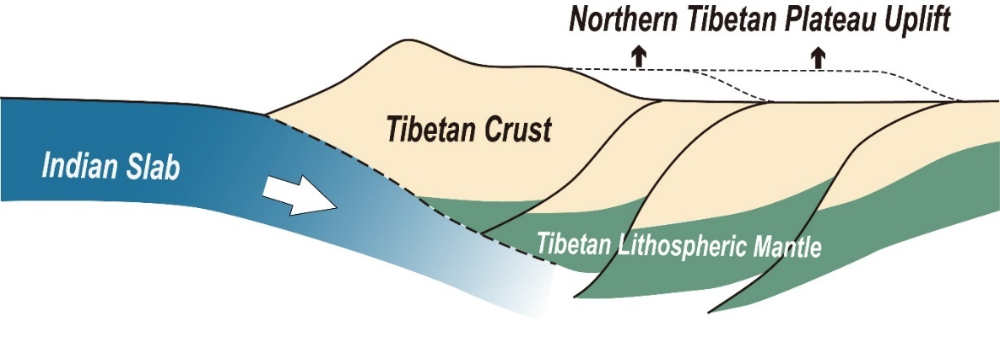 Northern Tibetan Plateau Uplift
Tibetan Crust
Indian Slab
Tibetan Lithospheric Mantle